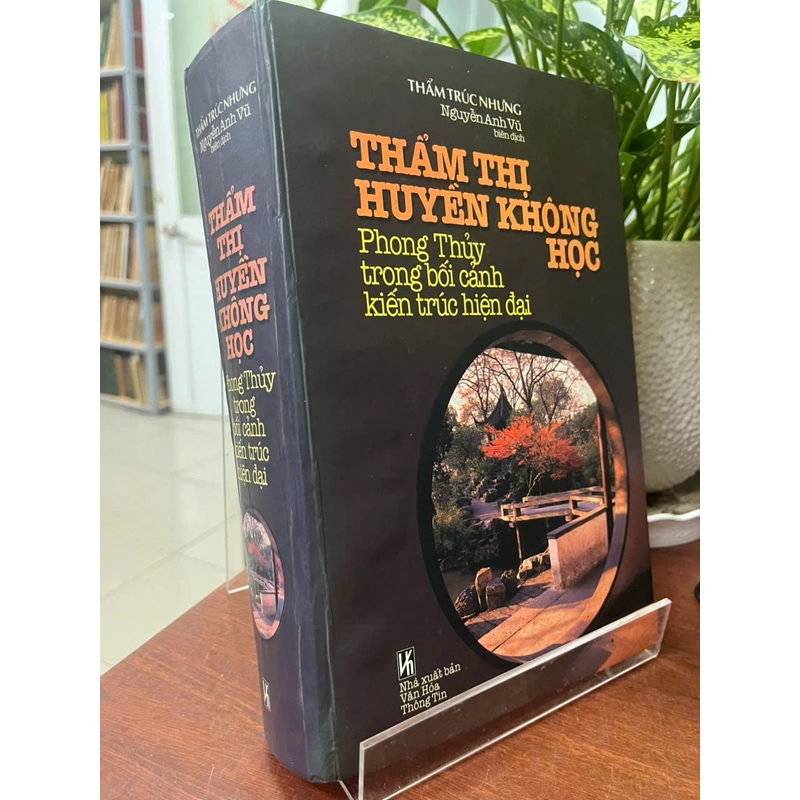 THẨM TRÚC NHƯNG
Nguyễn Anh Vũ
biên dịch
THẨM
THỊ
HUYỀN
KHÔNG
HỌC
Phong Thủy
trong
bối cảnh
kiến trúc
hiện đại
THẨM TRÚC NHƯNG
Nguyễn Anh Vũ
biên dịch
THẨM THỊ
HUYỀN KHÔNG
HỌC
Phong Thủy
trong bối cảnh
kiến trúc hiện đại
Nhà xuất bản
Văn Hóa
Thông Tin